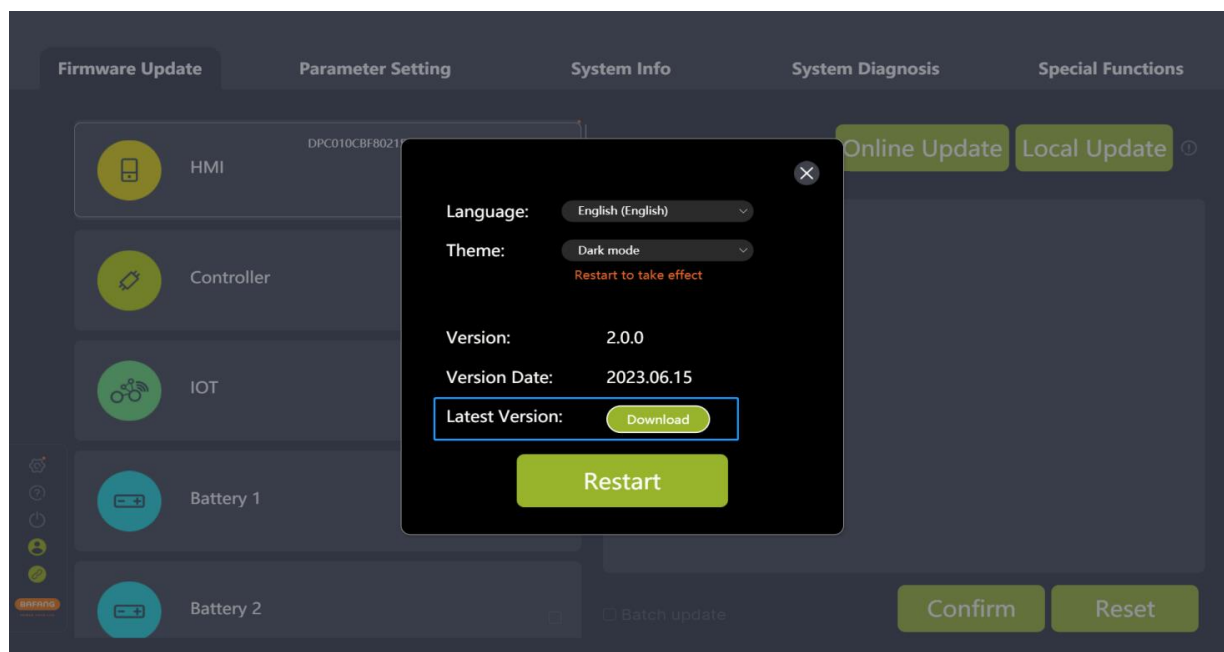 Firmware Update
Parameter Setting
System Info
System Diagnosis
Special Functions
HMI
DPC010CBF8021
Online Update
Local Update
Language:
English (English)
Theme:
Dark mode
Restart to take effect
Controller
Version:
2.0.0
Version Date:
2023.06.15
IOT
Latest Version:
Download
Restart
Battery 1
BAFANG
Battery 2
Batch update
Confirm
Reset